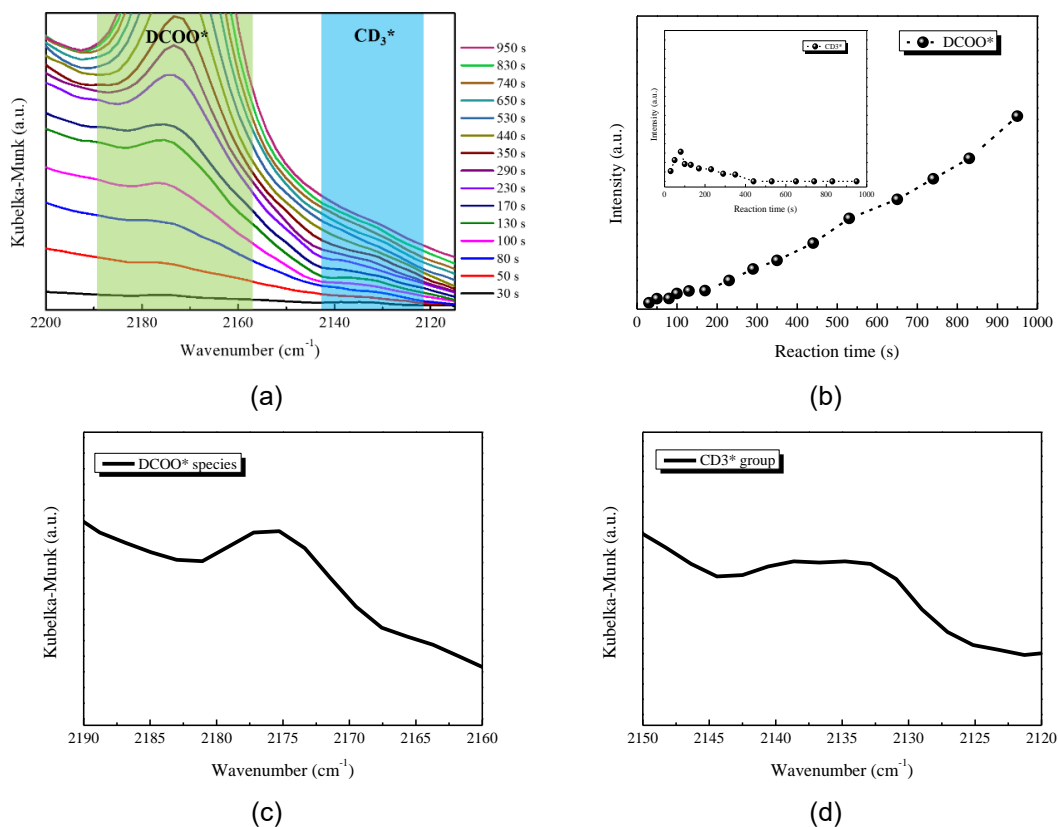 DCOO*
CD₃*
950 s
830 s
740 s
650 s
530 s
440 s
350 s
290 s
230 s
170 s
130 s
100 s
80 s
50 s
30 s
Kubelka-Munk (a.u.)
2200 2180 2160 2140 2120
Wavenumber (cm⁻¹)
(a)
DCOO*
CD3*
Intensity (a.u.)
0 200 400 600 800 1000
Reaction time (s)
Intensity (a.u.)
0 100 200 300 400 500 600 700 800 900 1000
Reaction time (s)
(b)
DCOO* species
Kubelka-Munk (a.u.)
2190 2185 2180 2175 2170 2165 2160
Wavenumber (cm⁻¹)
(c)
CD3* group
Kubelka-Munk (a.u.)
2150 2145 2140 2135 2130 2125 2120
Wavenumber (cm⁻¹)
(d)